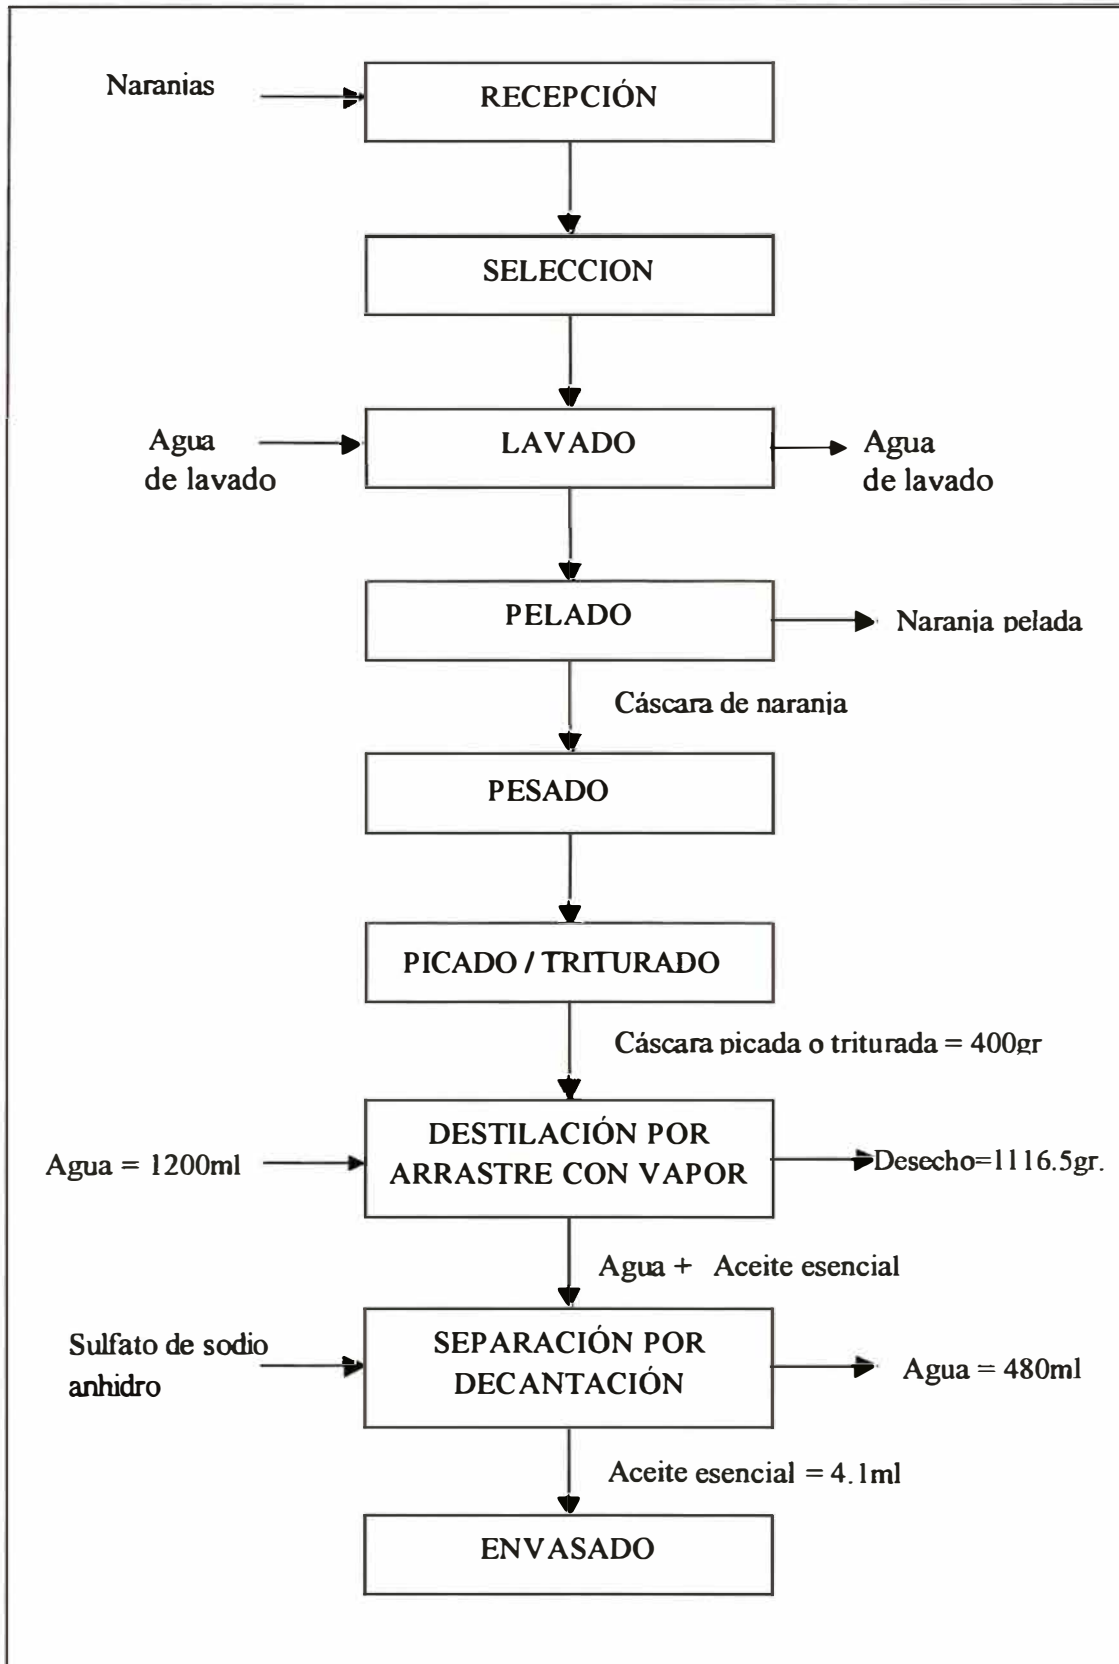 Naranias
RECEPCIÓN
SELECCION
Agua
de lavado
LAVADO
Agua
de lavado
PELADO
Naranja pelada
Cáscara de naranja
PESADO
PICADO / TRITURADO
Cáscara picada o triturada = 400gr
Agua = 1200ml
DESTILACIÓN POR
ARRASTRE CON VAPOR
Desecho=1116.5gr.
Agua + Aceite esencial
Sulfato de sodio
anhidro
SEPARACIÓN POR
DECANTACIÓN
Agua = 480ml
Aceite esencial = 4.1ml
ENVASADO